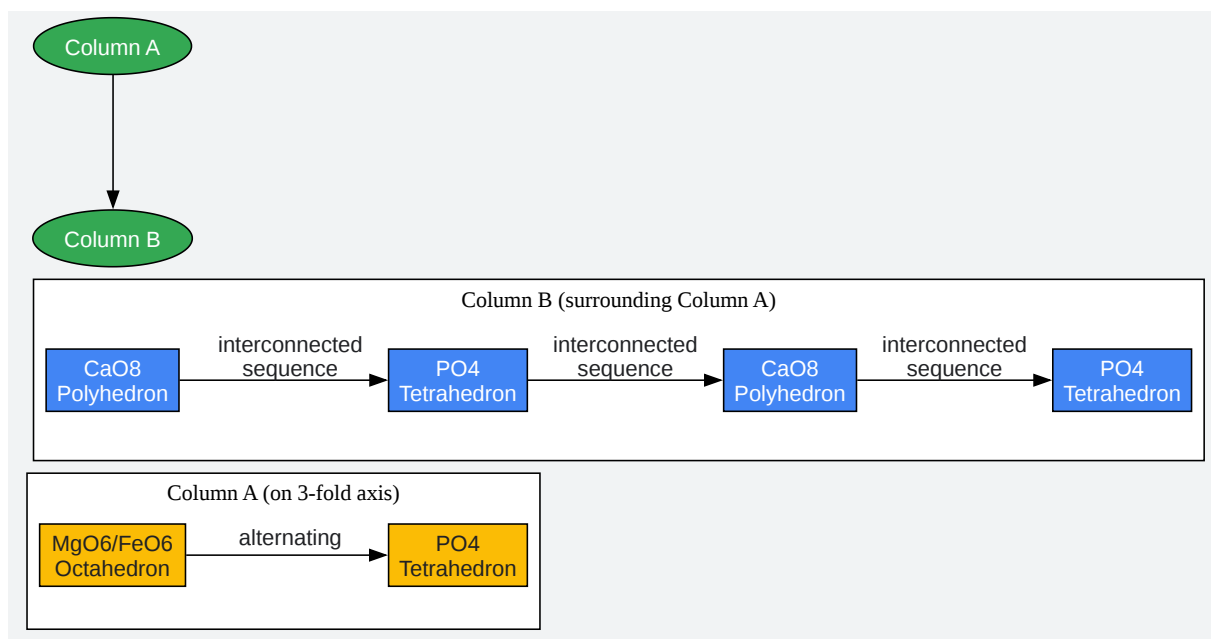 Column A
Column B
Column B (surrounding Column A)
CaO8
Polyhedron
interconnected
sequence
PO4
Tetrahedron
interconnected
sequence
CaO8
Polyhedron
interconnected
sequence
PO4
Tetrahedron
Column A (on 3-fold axis)
MgO6/FeO6
Octahedron
alternating
PO4
Tetrahedron